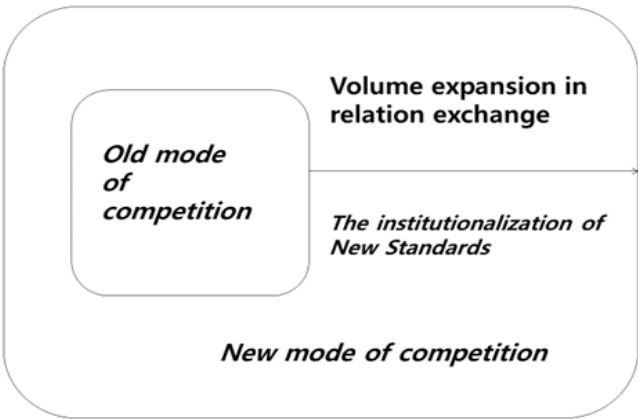 Volume expansion in
relation exchange
Old mode
of
competition
The institutionalization of
New Standards
New mode of competition